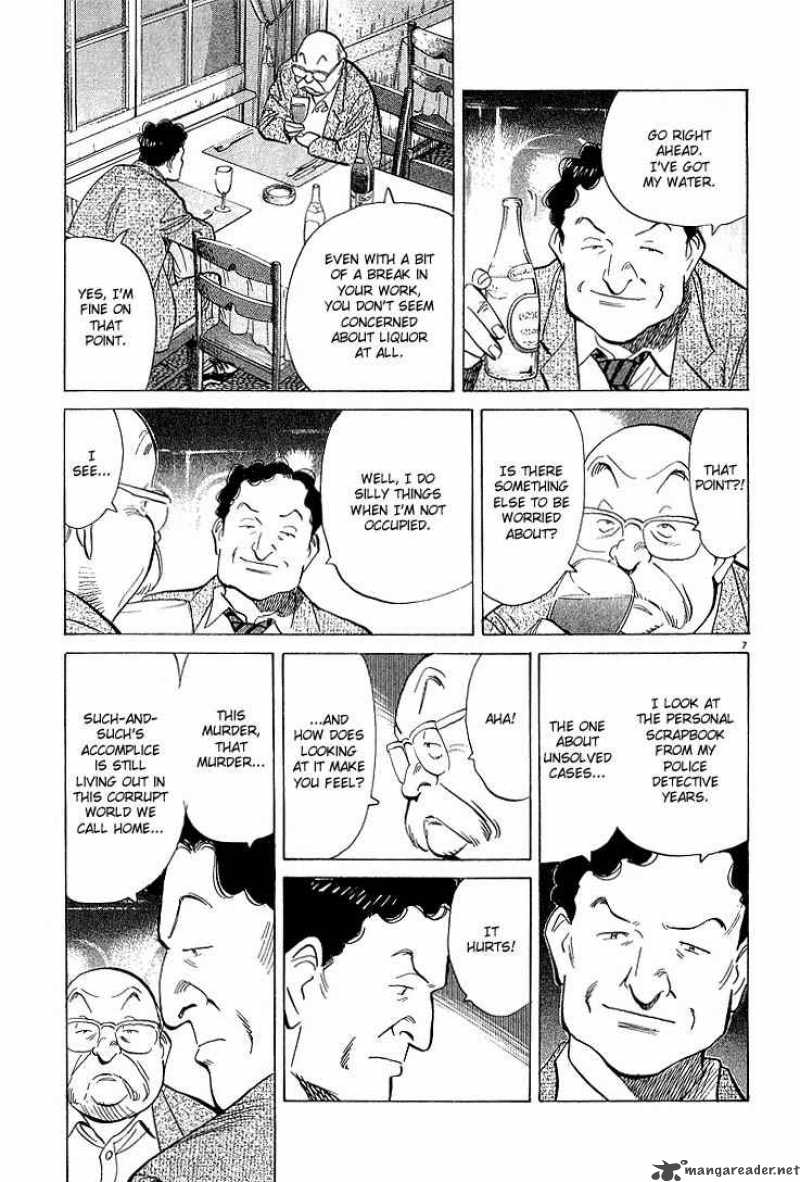 GO RIGHT
AHEAD.
I'VE GOT
MY WATER.
EVEN WITH A BIT
OF A BREAK IN
YOUR WORK,
YOU DON'T SEEM
CONCERNED
ABOUT LIQUOR
AT ALL.
YES, I'M
FINE ON
THAT
POINT.
THAT
POINT?!
IS THERE
SOMETHING
ELSE TO BE
WORRIED
ABOUT?
WELL, I DO
SILLY THINGS
WHEN I'M NOT
OCCUPIED.
I
SEE...
7
I LOOK AT
THE PERSONAL
SCRAPBOOK
FROM MY
POLICE
DETECTIVE
YEARS.
THE ONE
ABOUT
UNSOLVED
CASES...
AHA!
...AND
HOW DOES
LOOKING
AT IT MAKE
YOU FEEL?
IT
HURTS!
THIS
MURDER,
THAT
MURDER...
SUCH-AND-
SUCH'S
ACCOMPLICE
IS STILL
LIVING OUT IN
THIS CORRUPT
WORLD WE
CALL HOME...
mangareader.net